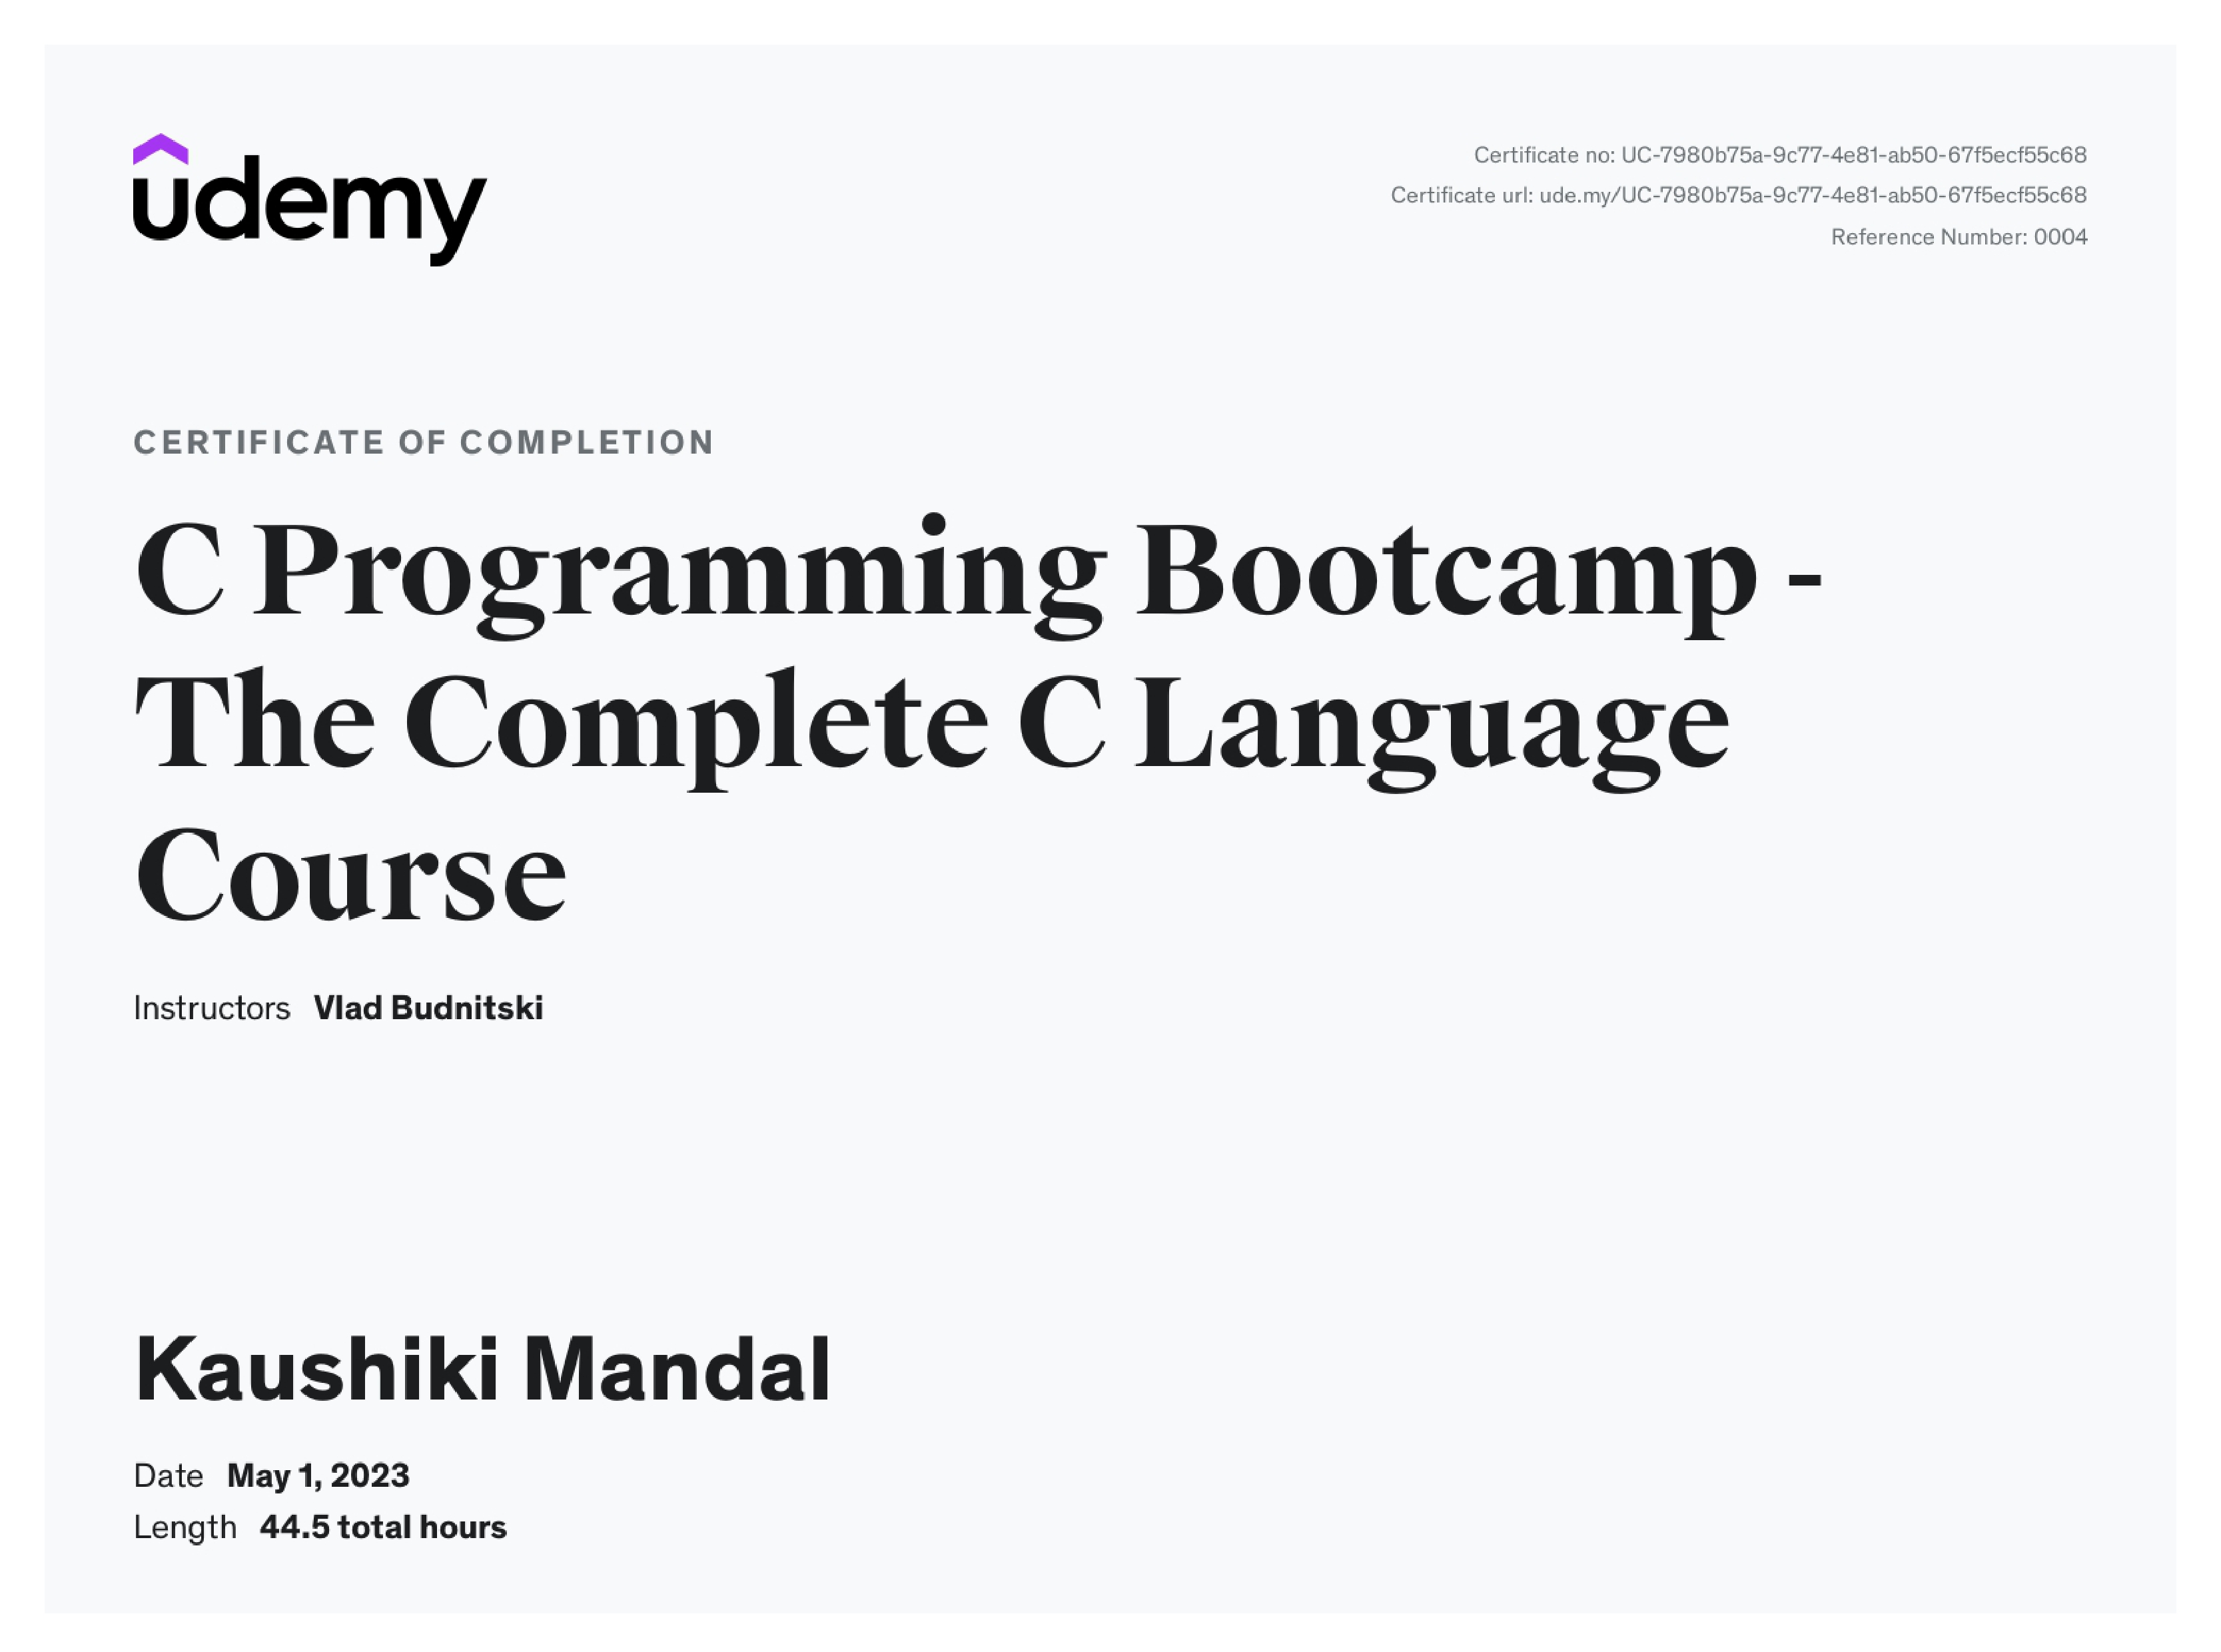 udemy
Certificate no: UC-7980b75a-9c77-4e81-ab50-67f5ecf55c68
Certificate url: ude.my/UC-7980b75a-9c77-4e81-ab50-67f5ecf55c68
Reference Number: 0004
CERTIFICATE OF COMPLETION
C Programming Bootcamp -
The Complete C Language
Course
Instructors Vlad Budnitski
Kaushiki Mandal
Date May 1, 2023
Length 44.5 total hours